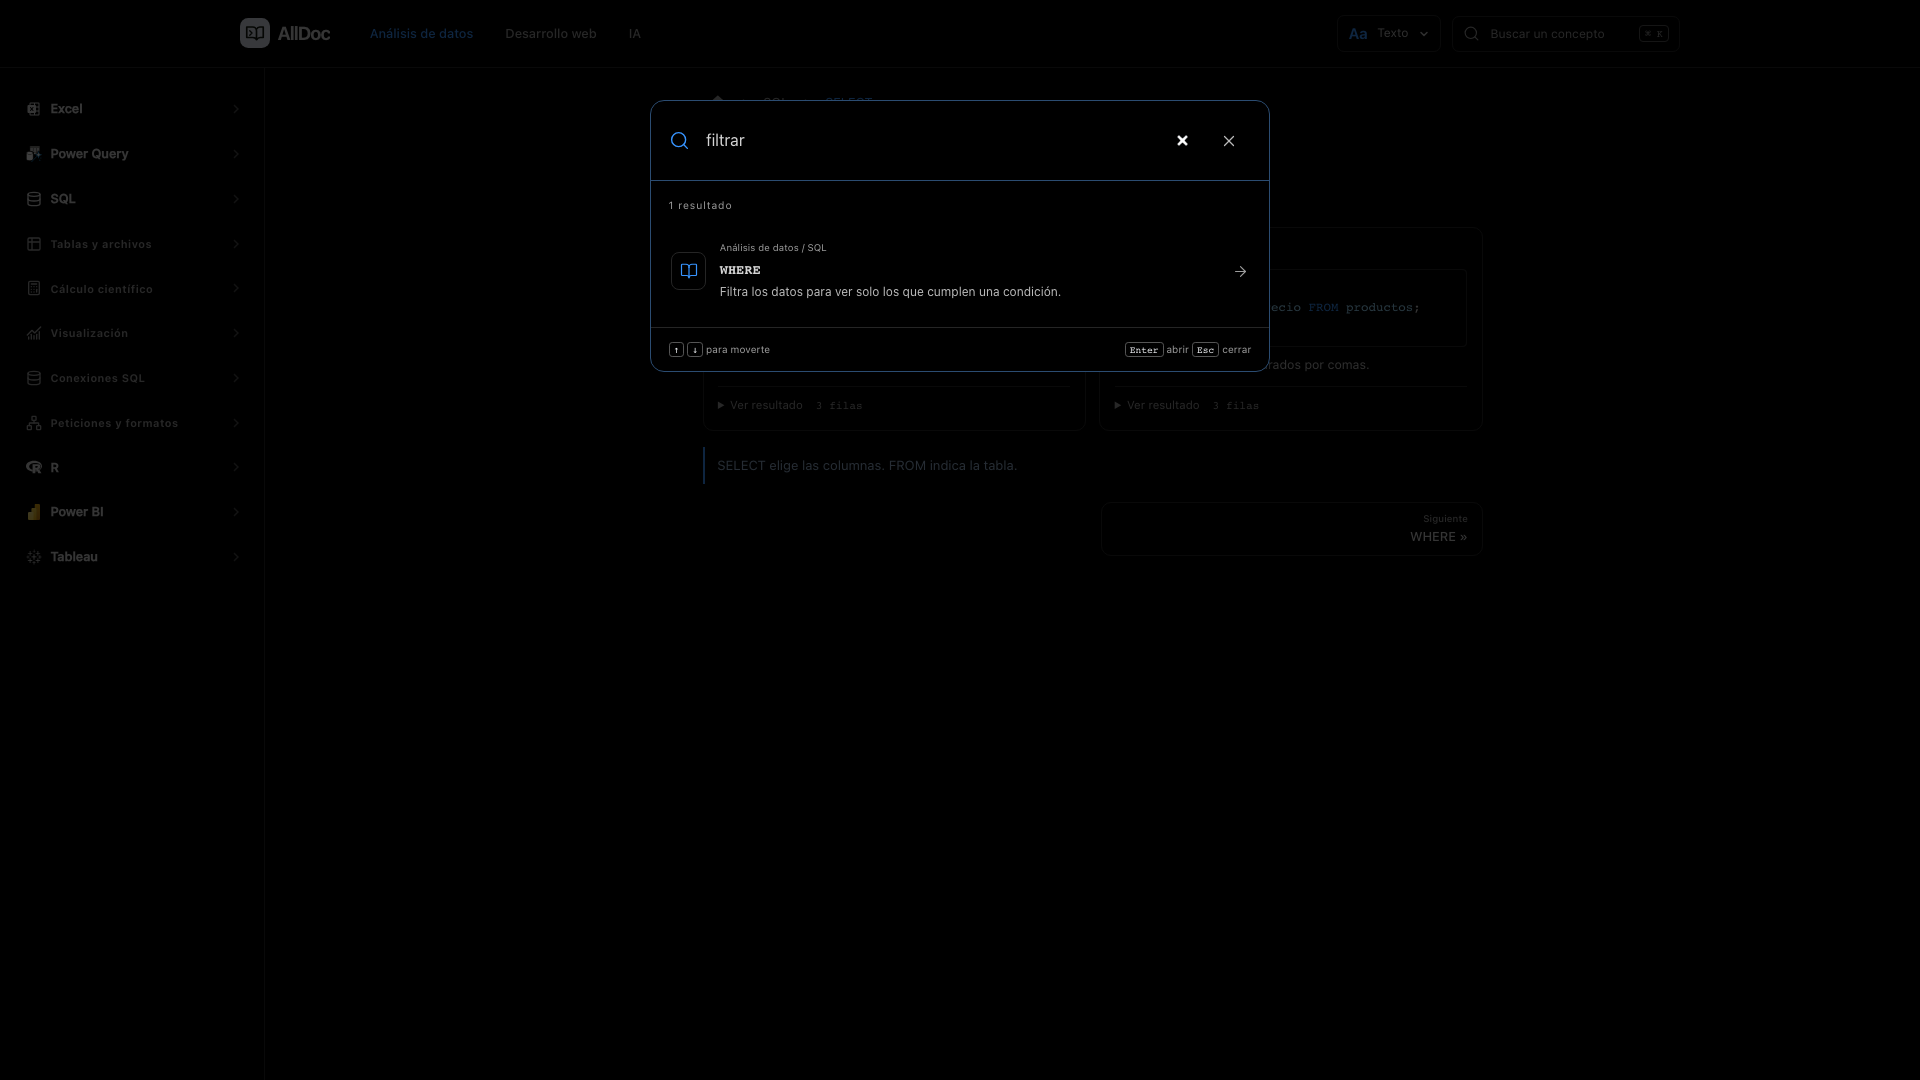 AllDoc
Análisis de datos
Desarrollo web
IA
Aa Texto
Buscar un concepto
⌘ K
Excel
Power Query
SQL
Tablas y archivos
Cálculo científico
Visualización
Conexiones SQL
Peticiones y formatos
R
Power BI
Tableau
filtrar
1 resultado
Análisis de datos / SQL
WHERE
Filtra los datos para ver solo los que cumplen una condición.
↑ ↓ para moverte
Enter abrir Esc cerrar
ecio FROM productos;
rados por comas.
Ver resultado 3 filas
Ver resultado 3 filas
SELECT elige las columnas. FROM indica la tabla.
Siguiente
WHERE »